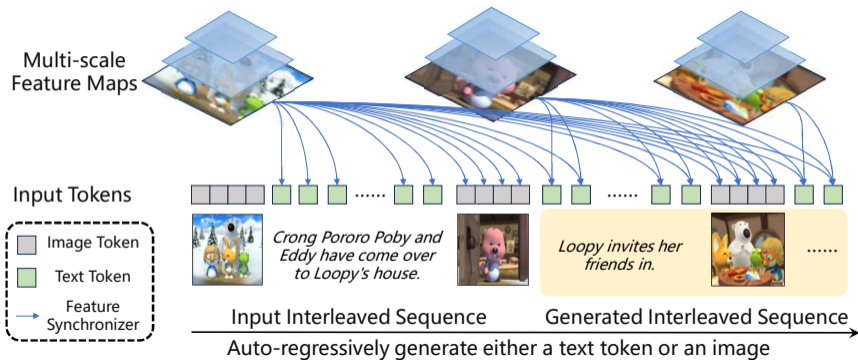 Multi-scale
Feature Maps
Input Tokens
......
......
Image Token
Text Token
Feature
Synchronizer
Crong Pororo Poby and
Eddy have come over
to Loopy's house.
Loopy invites her
friends in.
......
Input Interleaved Sequence
Generated Interleaved Sequence
Auto-regressively generate either a text token or an image